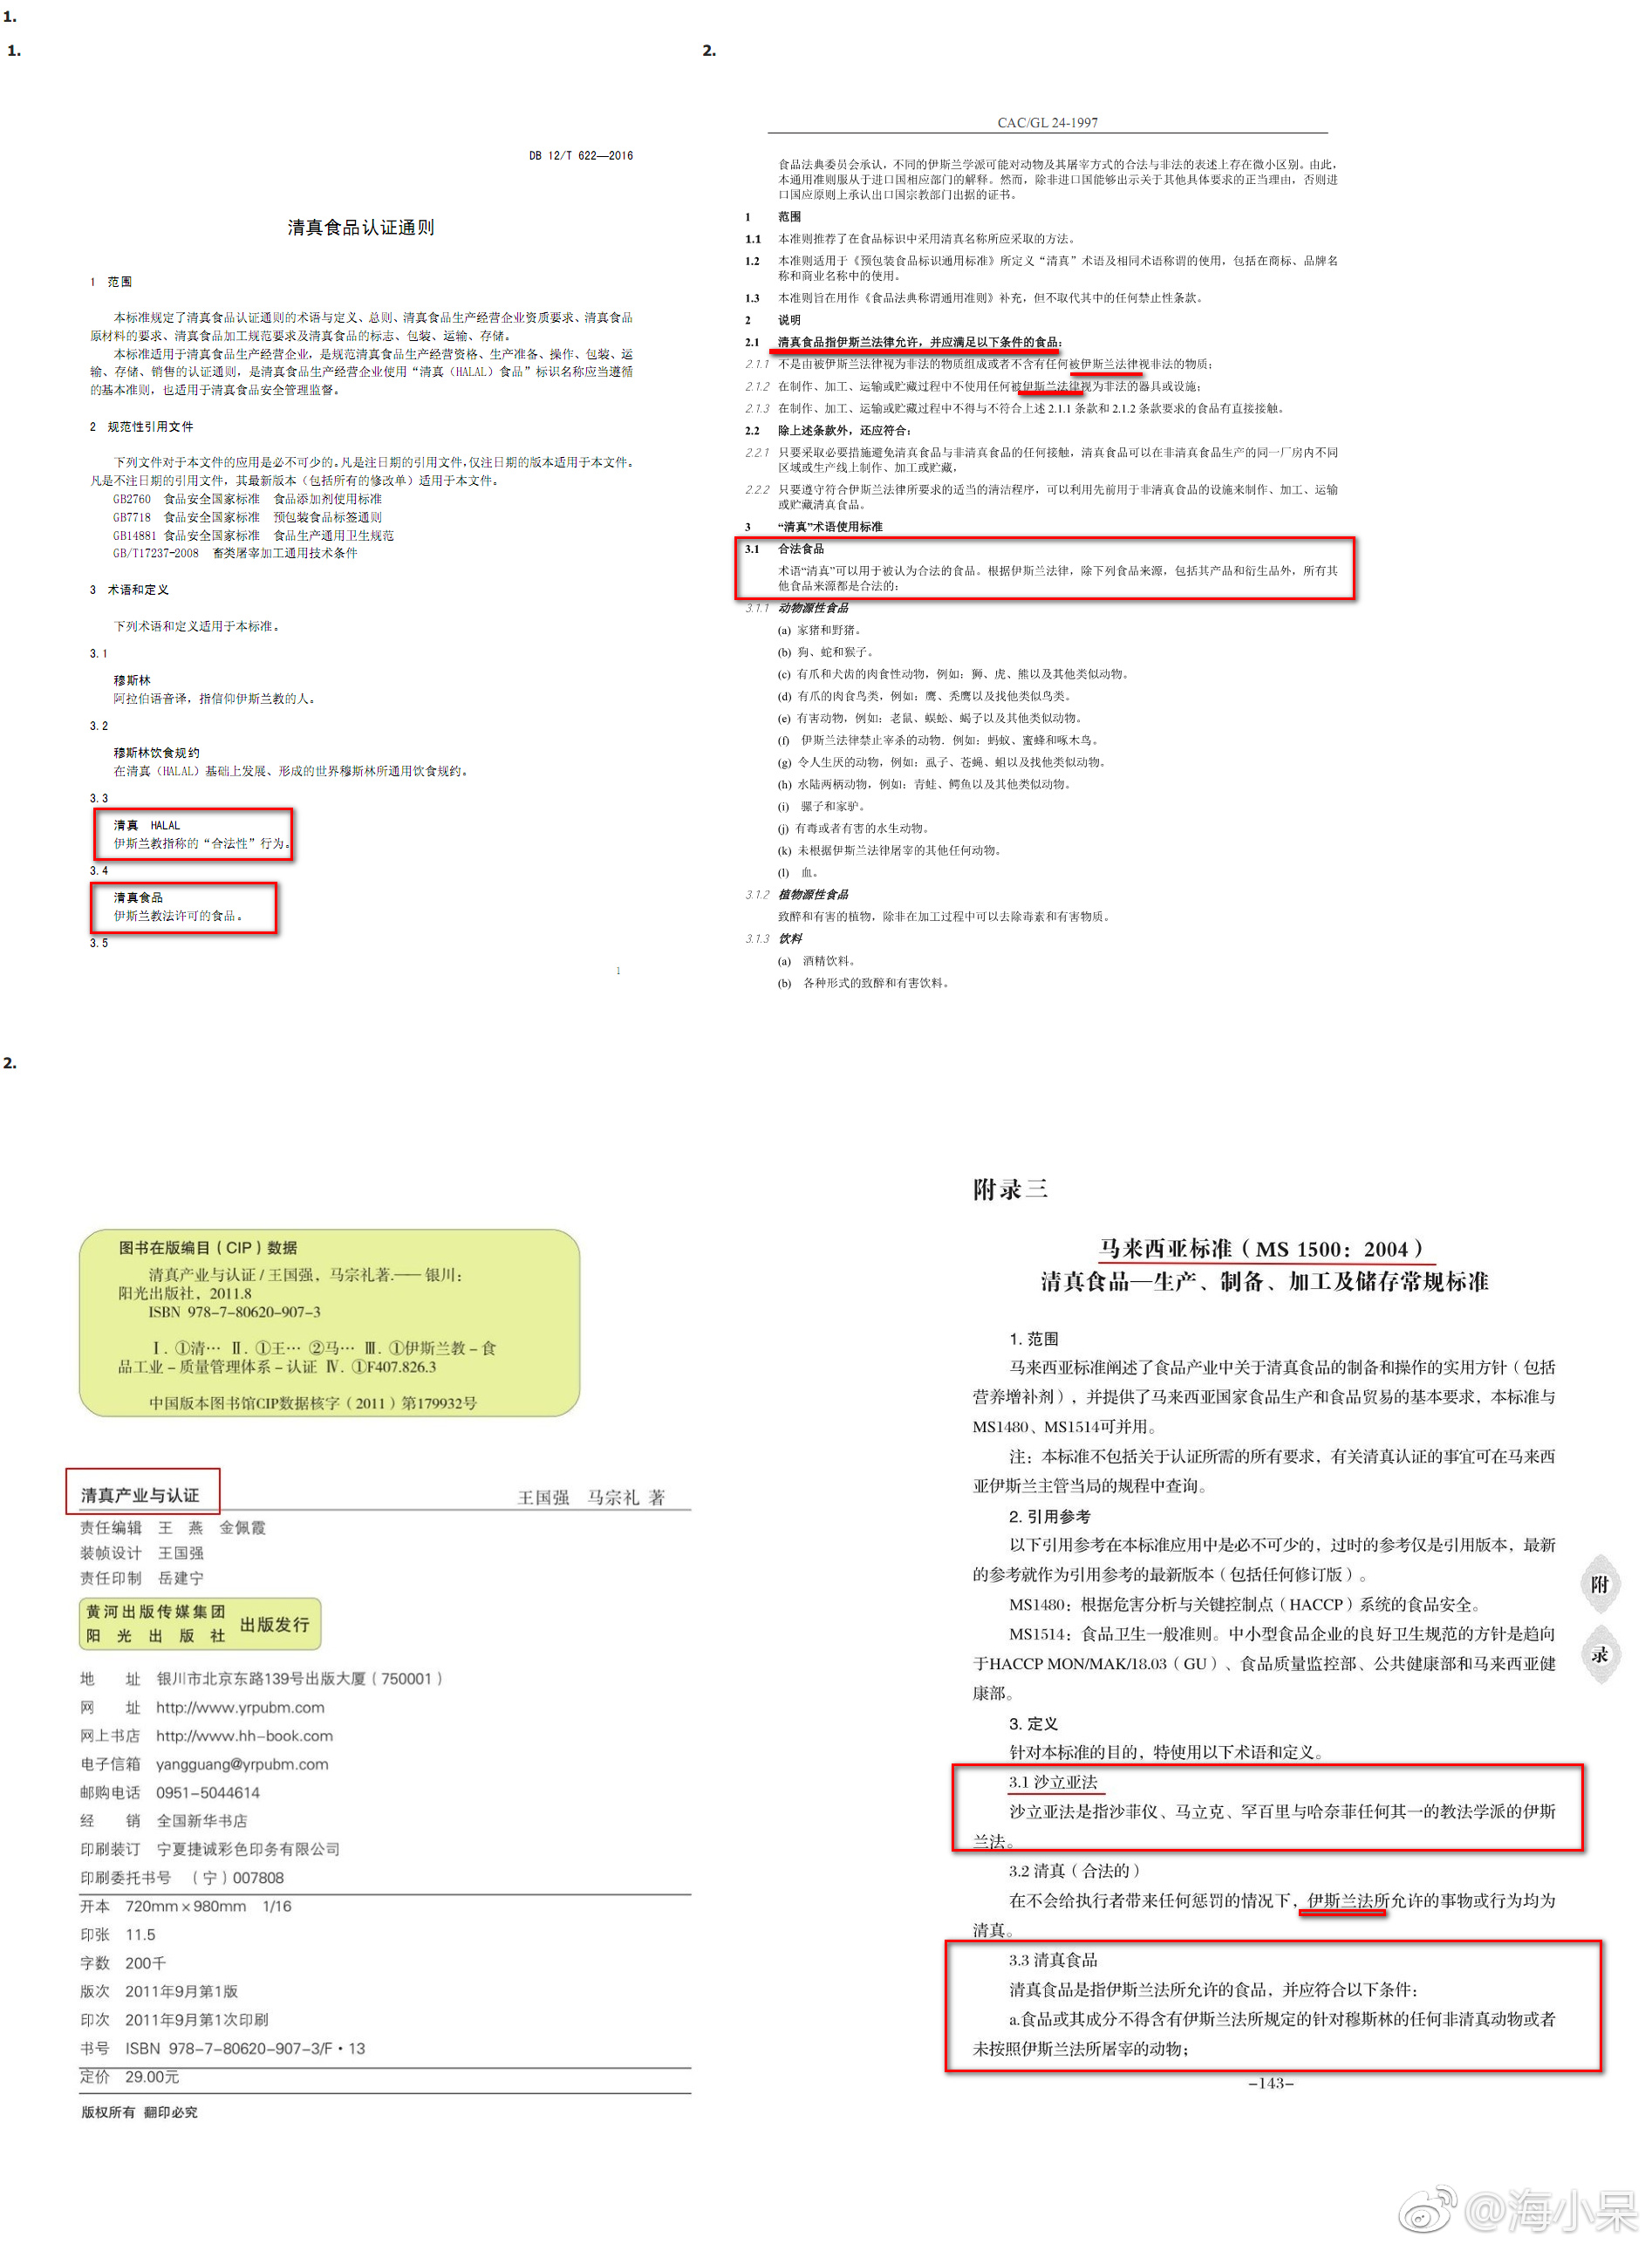 1.
1.
DB 12/T 622—2016
清真食品认证通则
1 范围
本标准规定了清真食品认证通则的术语与定义、总则、清真食品生产经营企业资质要求、清真食品
原材料的要求、清真食品加工规范要求及清真食品的标志、包装、运输、存储。
本标准适用于清真食品生产经营企业，是规范清真食品生产经营资格、生产准备、操作、包装、运
输、存储、销售的认证通则，是清真食品生产经营企业使用“清真（HALAL）食品”标识名称应当遵循
的基本准则，也适用于清真食品安全管理监督。
2 规范性引用文件
下列文件对于本文件的应用是必不可少的。凡是注日期的引用文件，仅注日期的版本适用于本文件。
凡是不注日期的引用文件，其最新版本（包括所有的修改单）适用于本文件。
GB2760 食品安全国家标准 食品添加剂使用标准
GB7718 食品安全国家标准 预包装食品标签通则
GB14881 食品安全国家标准 食品生产通用卫生规范
GB/T17237-2008 畜类屠宰加工通用技术条件
3 术语和定义
下列术语和定义适用于本标准。
3.1
穆斯林
阿拉伯语音译，指信仰伊斯兰教的人。
3.2
穆斯林饮食规约
在清真（HALAL）基础上发展、形成的世界穆斯林所通用饮食规约。
3.3
清真 HALAL
伊斯兰教指称的“合法性”行为。
3.4
清真食品
伊斯兰教法许可的食品。
3.5
1
2.
CAC/GL 24-1997
食品法典委员会承认，不同的伊斯兰学派可能对动物及其屠宰方式的合法与非法的表述上存在微小区别。由此，
本通用准则服从于进口国相应部门的解释。然而，除非进口国能够出示关于其他具体要求的正当理由，否则进
口国应原则上承认出口国宗教部门出据的证书。
1 范围
1.1 本准则推荐了在食品标识中采用清真名称所应采取的方法。
1.2 本准则适用于《预包装食品标识通用标准》所定义“清真”术语及相同术语称谓的使用，包括在商标、品牌名
称和商业名称中的使用。
1.3 本准则旨在用作《食品法典称谓通用准则》补充，但不取代其中的任何禁止性条款。
2 说明
2.1 清真食品指伊斯兰法律允许，并应满足以下条件的食品：
2.1.1 不是由被伊斯兰法律视为非法的物质组成或者不含有任何被伊斯兰法律视非法的物质；
2.1.2 在制作、加工、运输或贮藏过程中不使用任何被伊斯兰法律视为非法的器具或设施；
2.1.3 在制作、加工、运输或贮藏过程中不得与不符合上述 2.1.1 条款和 2.1.2 条款要求的食品有直接接触。
2.2 除上述条款外，还应符合：
2.2.1 只要采取必要措施避免清真食品与非清真食品的任何接触，清真食品可以在非清真食品生产的同一厂房内不同
区域或生产线上制作、加工或贮藏，
2.2.2 只要遵守符合伊斯兰法律所要求的适当的清洁程序，可以利用先前用于非清真食品的设施来制作、加工、运输
或贮藏清真食品。
3 “清真”术语使用标准
3.1 合法食品
术语“清真”可以用于被认为合法的食品。根据伊斯兰法律，除下列食品来源，包括其产品和衍生品外，所有其
他食品来源都是合法的：
3.1.1 动物源性食品
(a) 家猪和野猪。
(b) 狗、蛇和猴子。
(c) 有爪和犬齿的肉食性动物，例如：狮、虎、熊以及其他类似动物。
(d) 有爪的肉食鸟类，例如：鹰、秃鹰以及找他类似鸟类。
(e) 有害动物，例如：老鼠、蜈蚣、蝎子以及其他类似动物。
(f) 伊斯兰法律禁止宰杀的动物．例如：蚂蚁、蜜蜂和啄木鸟。
(g) 令人生厌的动物，例如：虱子、苍蝇、蛆以及找他类似动物。
(h) 水陆两柄动物，例如：青蛙、鳄鱼以及其他类似动物。
(i) 骡子和家驴。
(j) 有毒或者有害的水生动物。
(k) 未根据伊斯兰法律屠宰的其他任何动物。
(l) 血。
3.1.2 植物源性食品
致醉和有害的植物，除非在加工过程中可以去除毒素和有害物质。
3.1.3 饮料
(a) 酒精饮料。
(b) 各种形式的致醉和有害饮料。
2.
图书在版编目（CIP）数据
清真产业与认证/王国强，马宗礼著.—— 银川：
阳光出版社，2011.8
ISBN 978-7-80620-907-3
Ⅰ．①清… Ⅱ．①王… ②马… Ⅲ．①伊斯兰教－食
品工业－质量管理体系－认证 Ⅳ．①F407.826.3
中国版本图书馆CIP数据核字（2011）第179932号
清真产业与认证 王国强 马宗礼 著
责任编辑 王 燕 金佩霞
装帧设计 王国强
责任印制 岳建宁
黄河出版传媒集团
阳光出版社 出版发行
地 址 银川市北京东路139号出版大厦（750001）
网 址 http://www.yrpubm.com
网上书店 http://www.hh-book.com
电子信箱 yangguang@yrpubm.com
邮购电话 0951-5044614
经 销 全国新华书店
印刷装订 宁夏捷诚彩色印务有限公司
印刷委托书号 （宁）007808
开本 720mm×980mm 1/16
印张 11.5
字数 200千
版次 2011年9月第1版
印次 2011年9月第1次印刷
书号 ISBN 978-7-80620-907-3/F·13
定价 29.00元
版权所有 翻印必究
附录三
马来西亚标准（MS 1500：2004）
清真食品—生产、制备、加工及储存常规标准
1. 范围
马来西亚标准阐述了食品产业中关于清真食品的制备和操作的实用方针（包括
营养增补剂），并提供了马来西亚国家食品生产和食品贸易的基本要求，本标准与
MS1480、MS1514可并用。
注：本标准不包括关于认证所需的所有要求，有关清真认证的事宜可在马来西
亚伊斯兰主管当局的规程中查询。
2. 引用参考
以下引用参考在本标准应用中是必不可少的，过时的参考仅是引用版本，最新
的参考就作为引用参考的最新版本（包括任何修订版）。
MS1480：根据危害分析与关键控制点（HACCP）系统的食品安全。
MS1514：食品卫生一般准则。中小型食品企业的良好卫生规范的方针是趋向
于HACCP MON/MAK/18.03（GU）、食品质量监控部、公共健康部和马来西亚健
康部。
3. 定义
针对本标准的目的，特使用以下术语和定义。
3.1 沙立亚法
沙立亚法是指沙菲仪、马立克、罕百里与哈奈菲任何其一的教法学派的伊斯
兰法。
3.2 清真（合法的）
在不会给执行者带来任何惩罚的情况下，伊斯兰法所允许的事物或行为均为
清真。
3.3 清真食品
清真食品是指伊斯兰法所允许的食品，并应符合以下条件：
a.食品或其成分不得含有伊斯兰法所规定的针对穆斯林的任何非清真动物或者
未按照伊斯兰法所屠宰的动物；
-143-
附
录
@海小呆